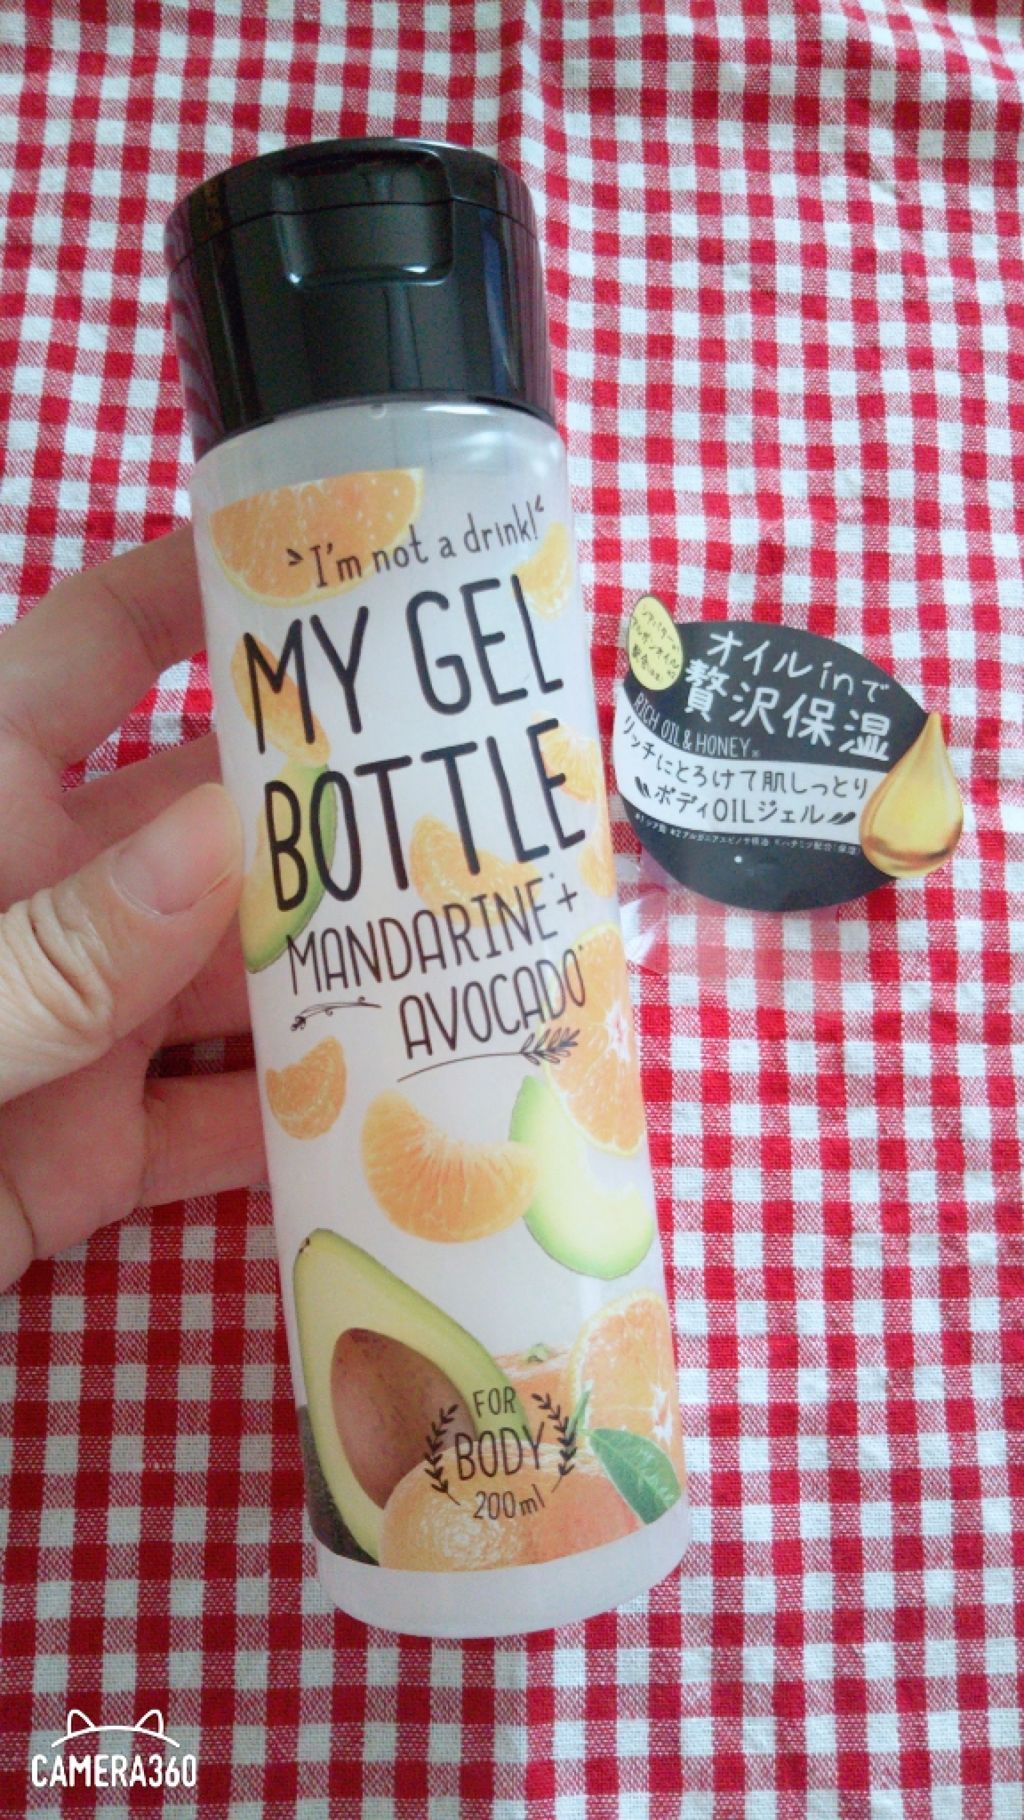 I'm not a drink!
MY GEL
BOTTLE
MANDARINE*+
AVOCADO*
FOR
BODY
200ml
オイルinで
贅沢保湿
RICH OIL & HONEY※
リッチにとろけて肌しっとり
ボディOILジェル
CAMERA360